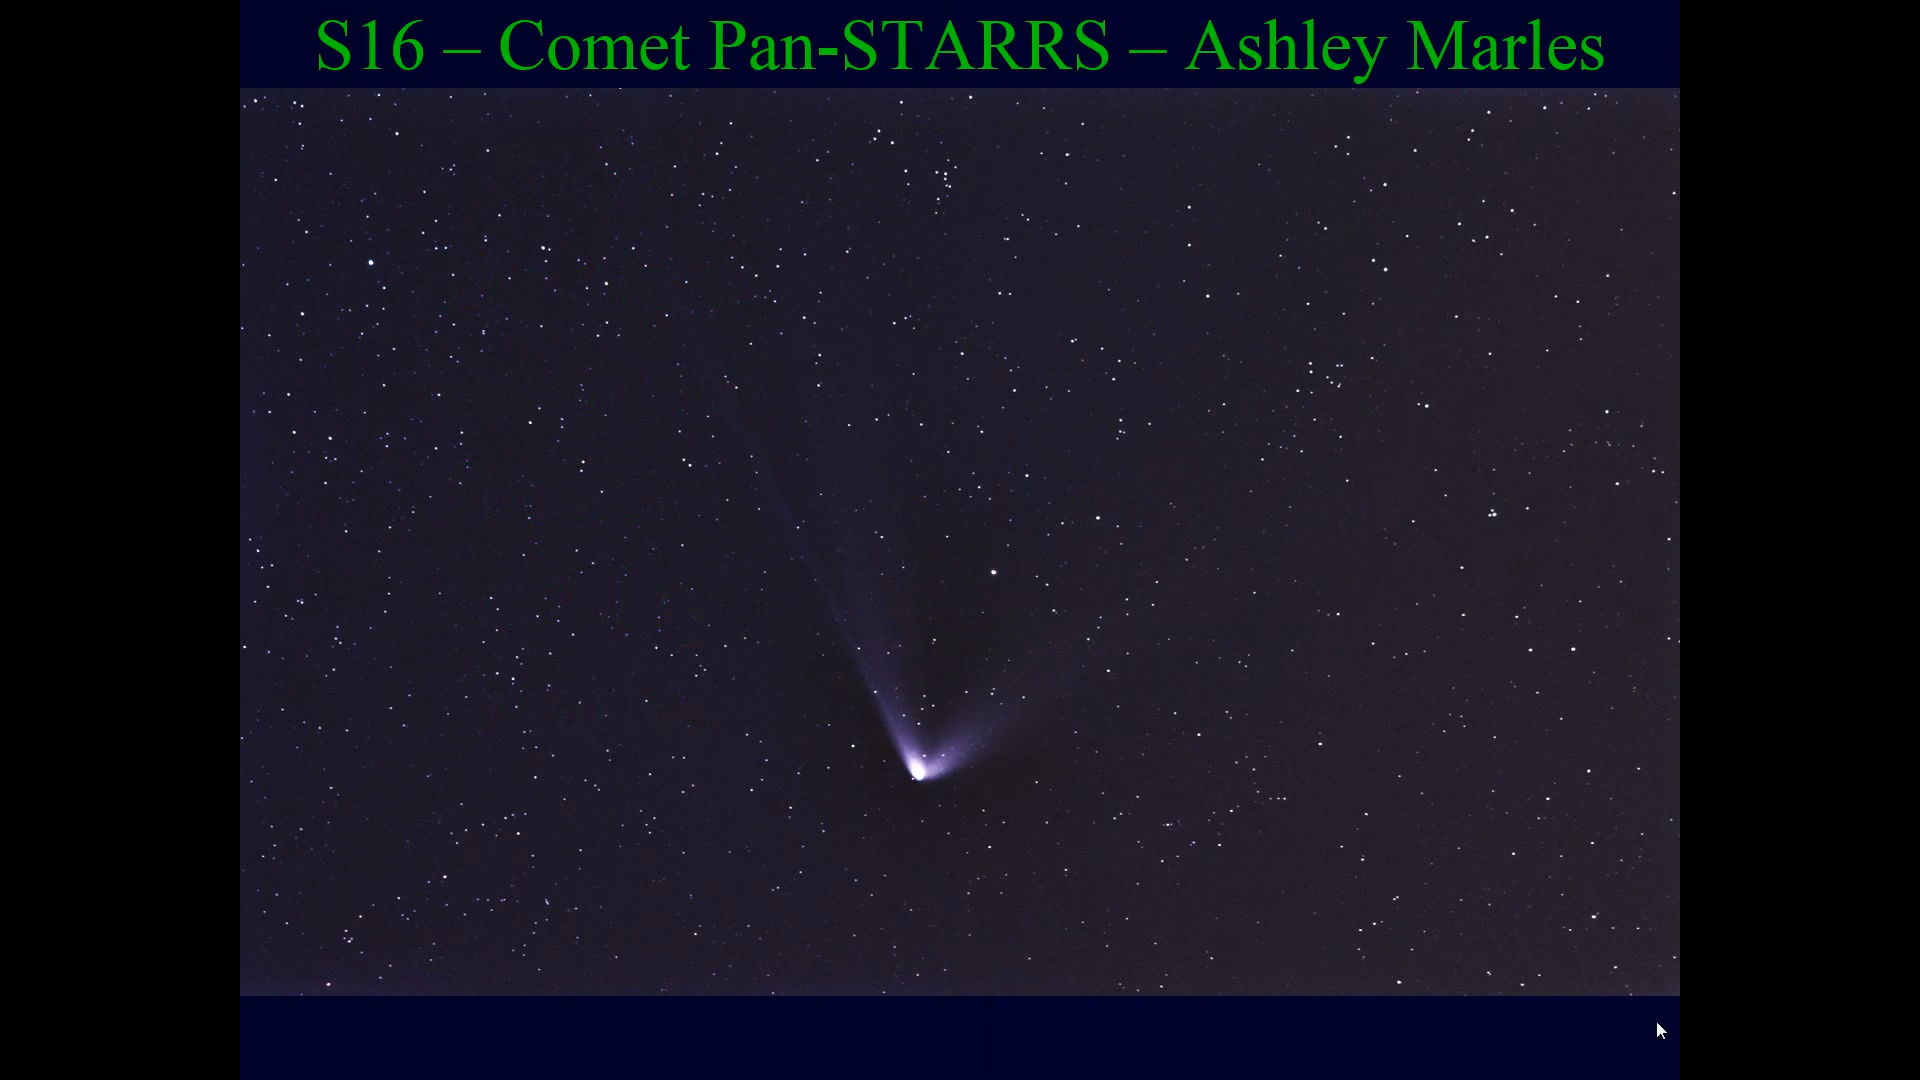 S16 – Comet Pan-STARRS – Ashley Marles